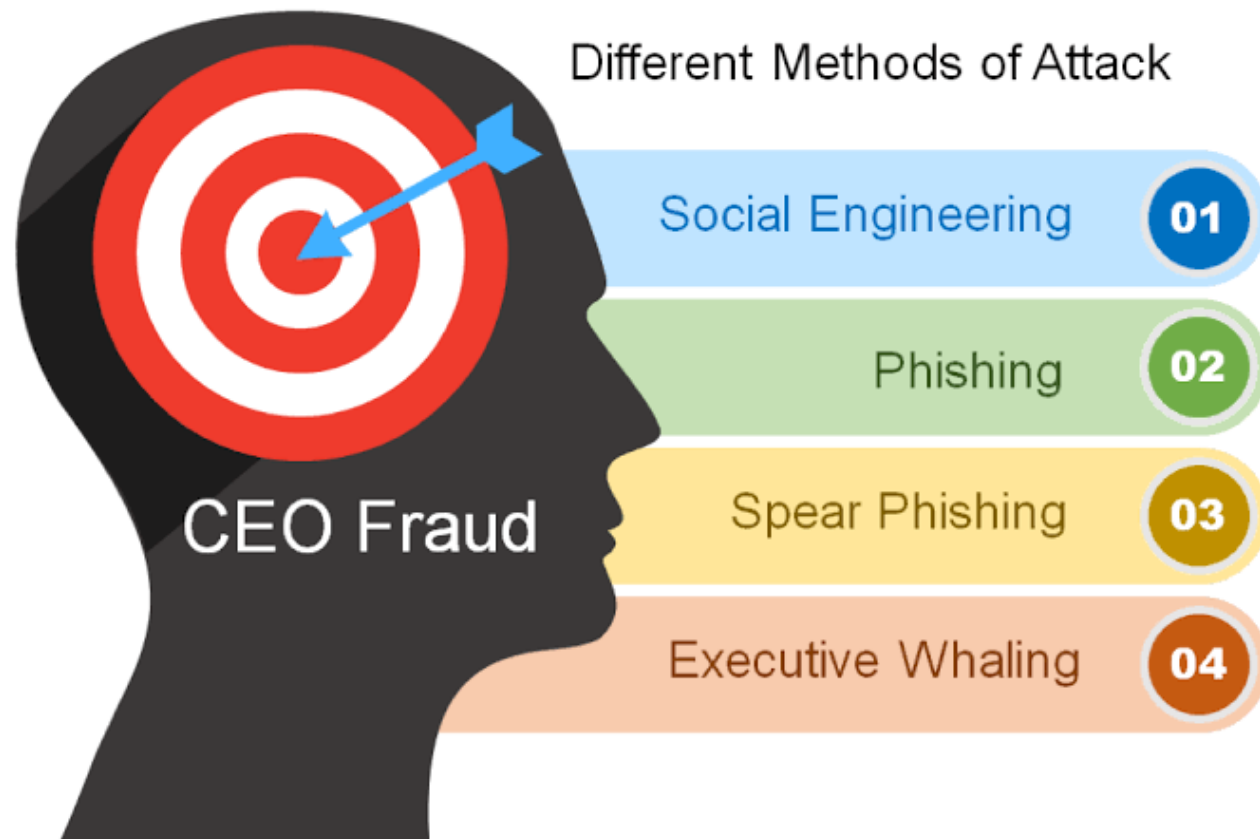 Different Methods of Attack
Social Engineering
01
Phishing
02
Spear Phishing
03
Executive Whaling
04
CEO Fraud